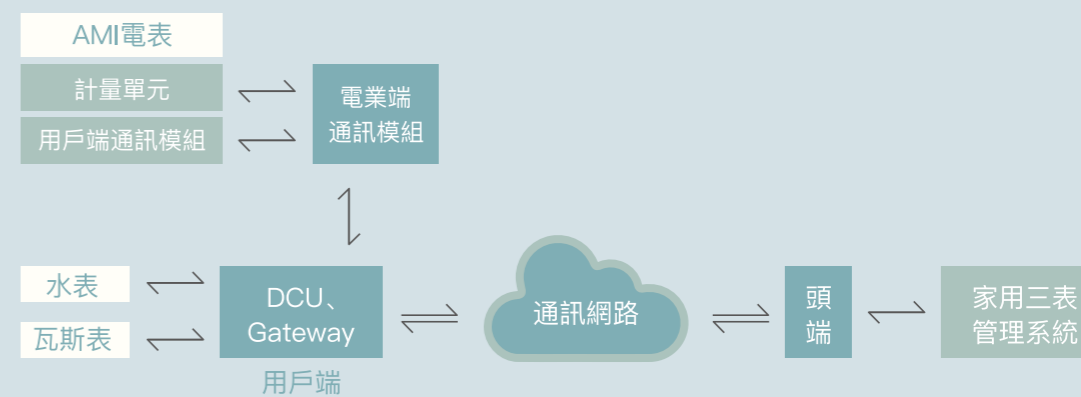 AMI電表
計量單元
用戶端通訊模組
電業端
通訊模組
水表
瓦斯表
DCU、
Gateway
用戶端
通訊網路
頭
端
家用三表
管理系統